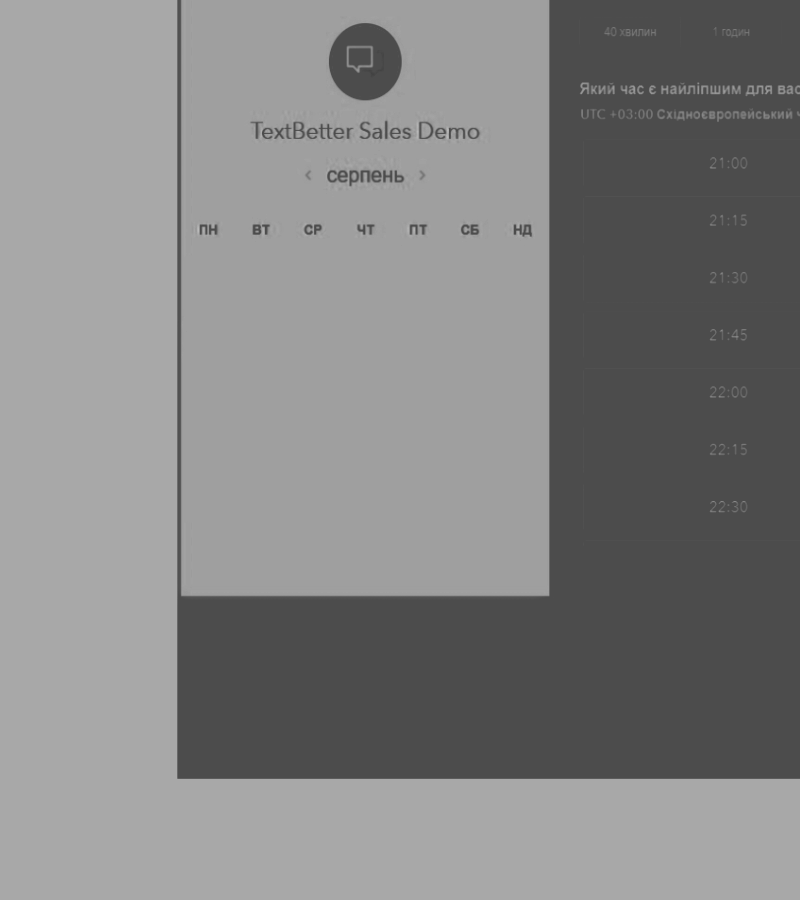 TextBetter Sales Demo
‹ серпень ›
ПН ВТ СР ЧТ ПТ СБ НД
40 хвилин 1 годин
Який час є найліпшим для вас
UTC +03:00 Східноєвропейський ч
21:00
21:15
21:30
21:45
22:00
22:15
22:30